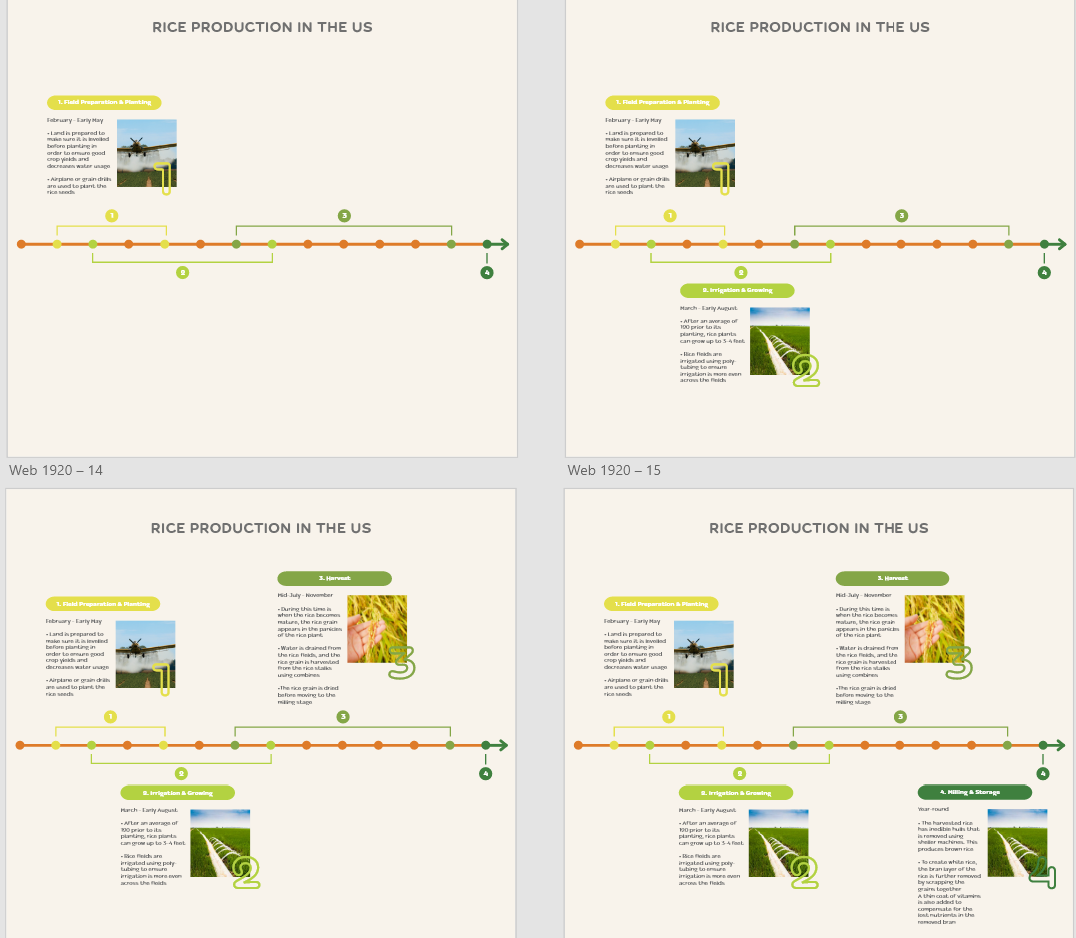 RICE PRODUCTION IN THE US
1. Field Preparation & Planting
February - Early May
• Land is prepared to
make sure it is levelled
before planting in
order to ensure good
crop yields and
decreases water usage
• Airplane or grain drills
are used to plant the
rice seeds
1
1
3
2
4
Web 1920 – 14
RICE PRODUCTION IN THE US
1. Field Preparation & Planting
February - Early May
• Land is prepared to
make sure it is levelled
before planting in
order to ensure good
crop yields and
decreases water usage
• Airplane or grain drills
are used to plant the
rice seeds
1
1
3
2
4
2. Irrigation & Growing
March - Early August
• After an average of
100 prior to its
planting, rice plants
can grow up to 3-4 feet
• Rice fields are
irrigated using poly-
tubing to ensure
irrigation is more even
across the fields
2
Web 1920 – 15
RICE PRODUCTION IN THE US
3. Harvest
Mid-July - November
• During this time is
when the rice becomes
mature, the rice grain
appears in the panicles
of the rice plant
• Water is drained from
the rice fields, and the
rice grain is harvested
from the rice stalks
using combines
•The rice grain is dried
before moving to the
milling stage
3
1. Field Preparation & Planting
February - Early May
• Land is prepared to
make sure it is levelled
before planting in
order to ensure good
crop yields and
decreases water usage
• Airplane or grain drills
are used to plant the
rice seeds
1
1
3
2
4
2. Irrigation & Growing
March - Early August
• After an average of
100 prior to its
planting, rice plants
can grow up to 3-4 feet
• Rice fields are
irrigated using poly-
tubing to ensure
irrigation is more even
across the fields
2
RICE PRODUCTION IN THE US
3. Harvest
Mid-July - November
• During this time is
when the rice becomes
mature, the rice grain
appears in the panicles
of the rice plant
• Water is drained from
the rice fields, and the
rice grain is harvested
from the rice stalks
using combines
•The rice grain is dried
before moving to the
milling stage
3
1. Field Preparation & Planting
February - Early May
• Land is prepared to
make sure it is levelled
before planting in
order to ensure good
crop yields and
decreases water usage
• Airplane or grain drills
are used to plant the
rice seeds
1
1
3
2
4
2. Irrigation & Growing
March - Early August
• After an average of
100 prior to its
planting, rice plants
can grow up to 3-4 feet
• Rice fields are
irrigated using poly-
tubing to ensure
irrigation is more even
across the fields
2
4. Milling & Storage
Year-round
• The harvested rice
has inedible hulls that
is removed using
sheller machines. This
produces brown rice
• To create white rice,
the bran layer of the
rice is further removed
by scrapping the
grains together
A thin coat of vitamins
is also added to
compensate for the
lost nutrients in the
removed bran
4